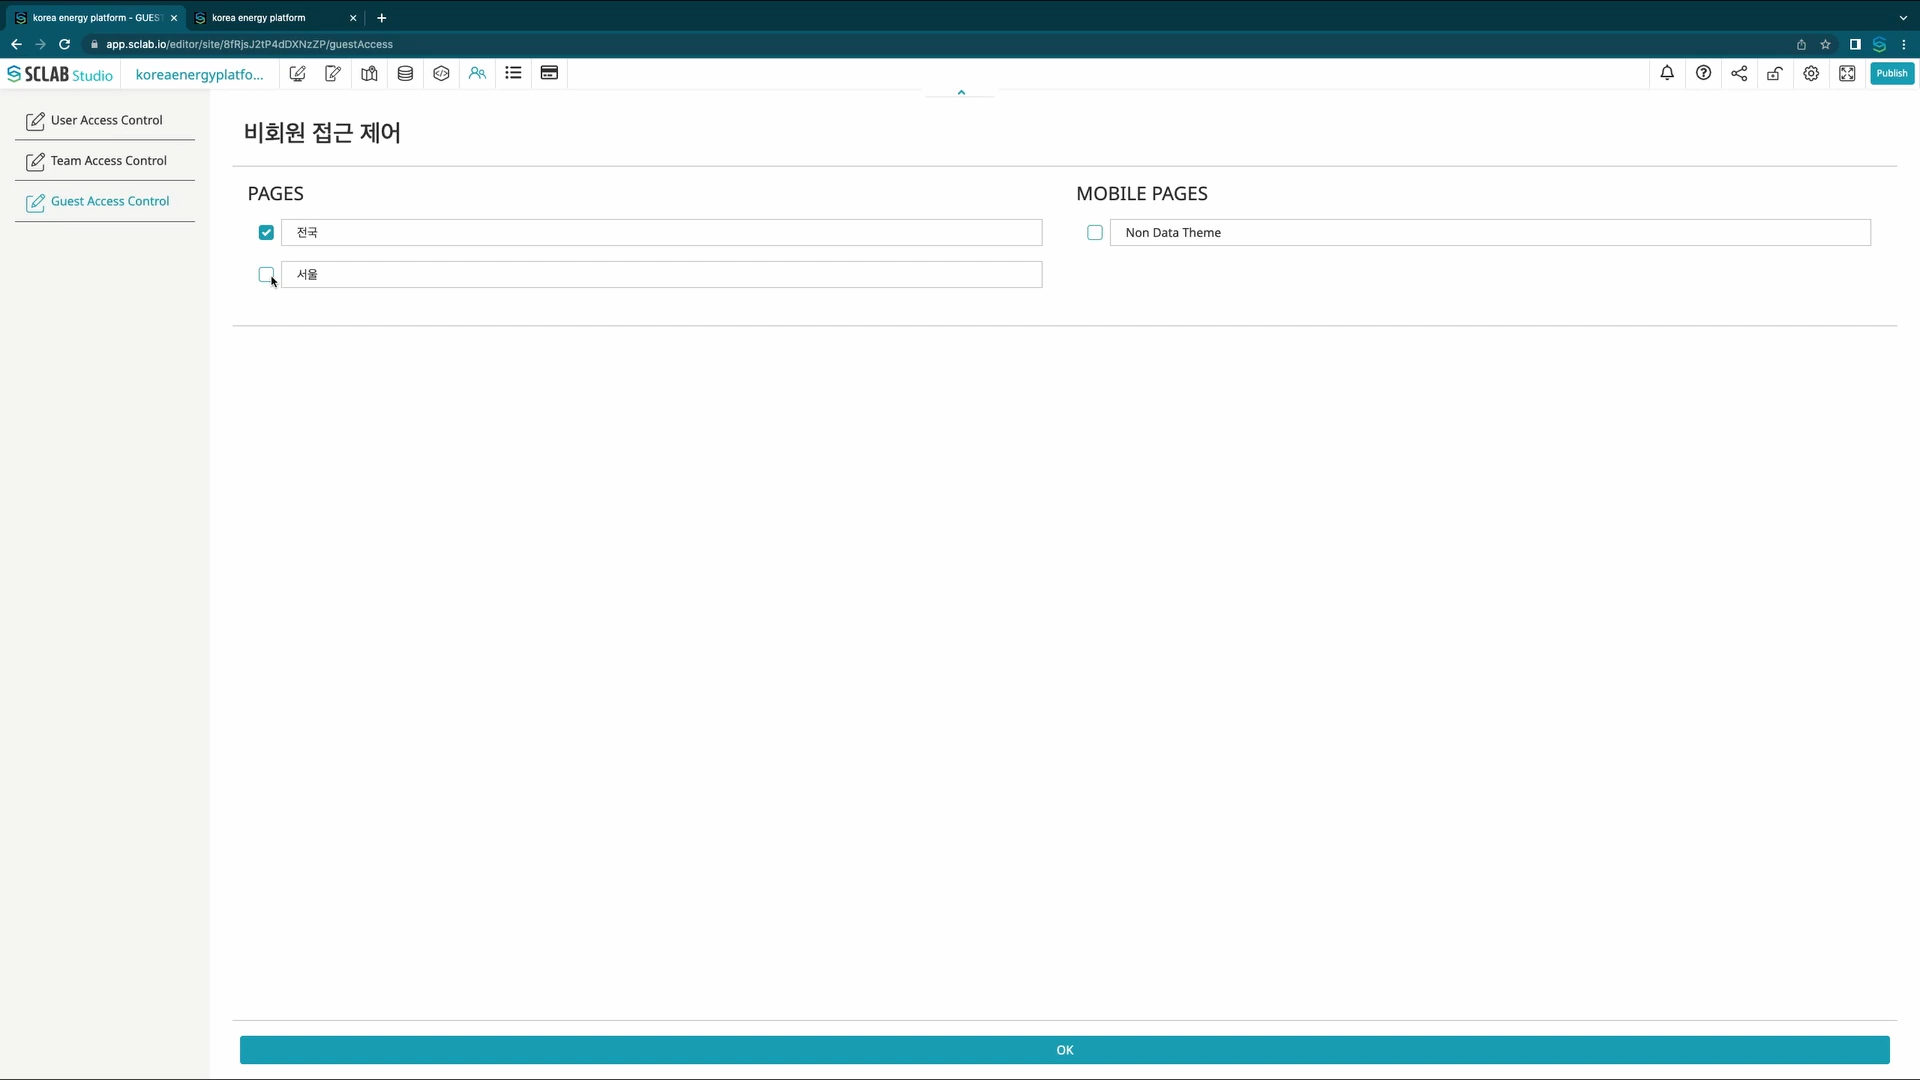 korea energy platform - GUES
korea energy platform
app.sclab.io/editor/site/8fRjsJ2tP4dDXNzZP/guestAccess
SCLAB Studio
koreaenergyplatfo...
Publish
User Access Control
Team Access Control
Guest Access Control
비회원 접근 제어
PAGES
전국
서울
MOBILE PAGES
Non Data Theme
OK